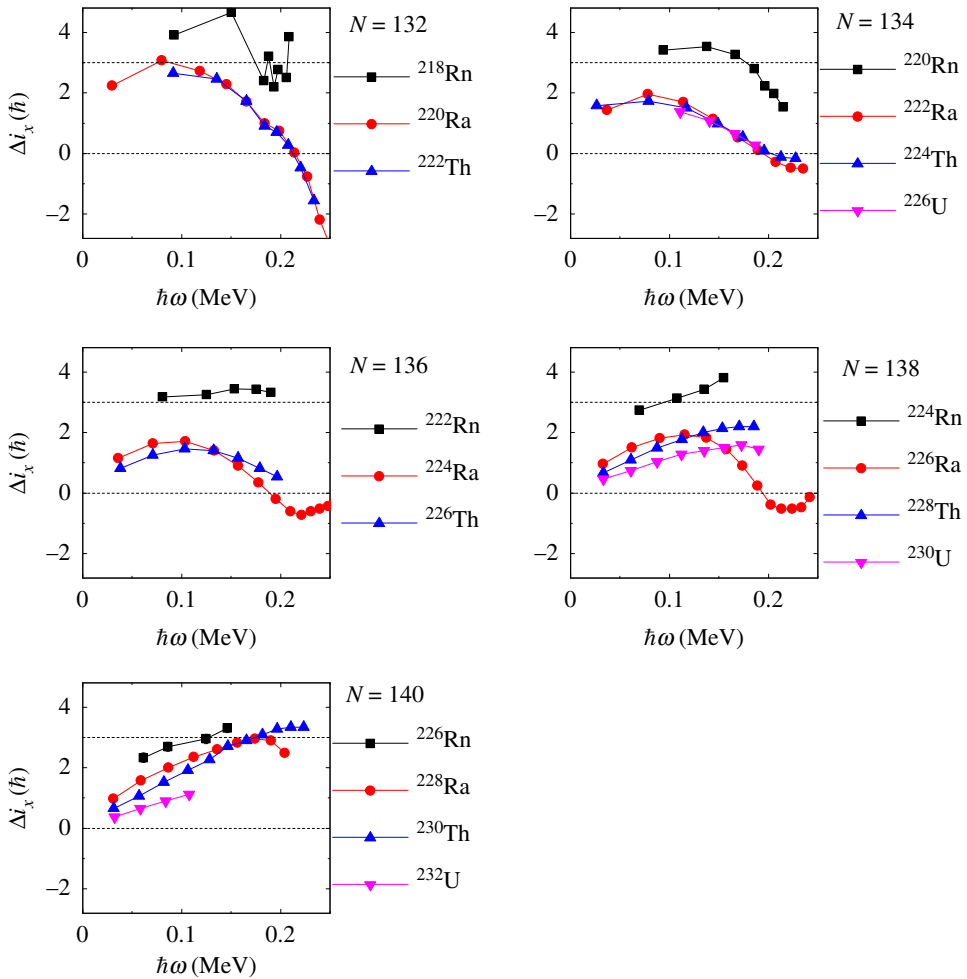 N = 132
4
2
0
−2
Δi_x (ℏ)
0
0.1
0.2
ℏω (MeV)
²¹⁸Rn
²²⁰Ra
²²²Th
N = 134
4
2
0
−2
0
0.1
0.2
ℏω (MeV)
²²⁰Rn
²²²Ra
²²⁴Th
²²⁶U
N = 136
4
2
0
−2
Δi_x (ℏ)
0
0.1
0.2
ℏω (MeV)
²²²Rn
²²⁴Ra
²²⁶Th
N = 138
4
2
0
−2
0
0.1
0.2
ℏω (MeV)
²²⁴Rn
²²⁶Ra
²²⁸Th
²³⁰U
N = 140
4
2
0
−2
Δi_x (ℏ)
0
0.1
0.2
ℏω (MeV)
²²⁶Rn
²²⁸Ra
²³⁰Th
²³²U